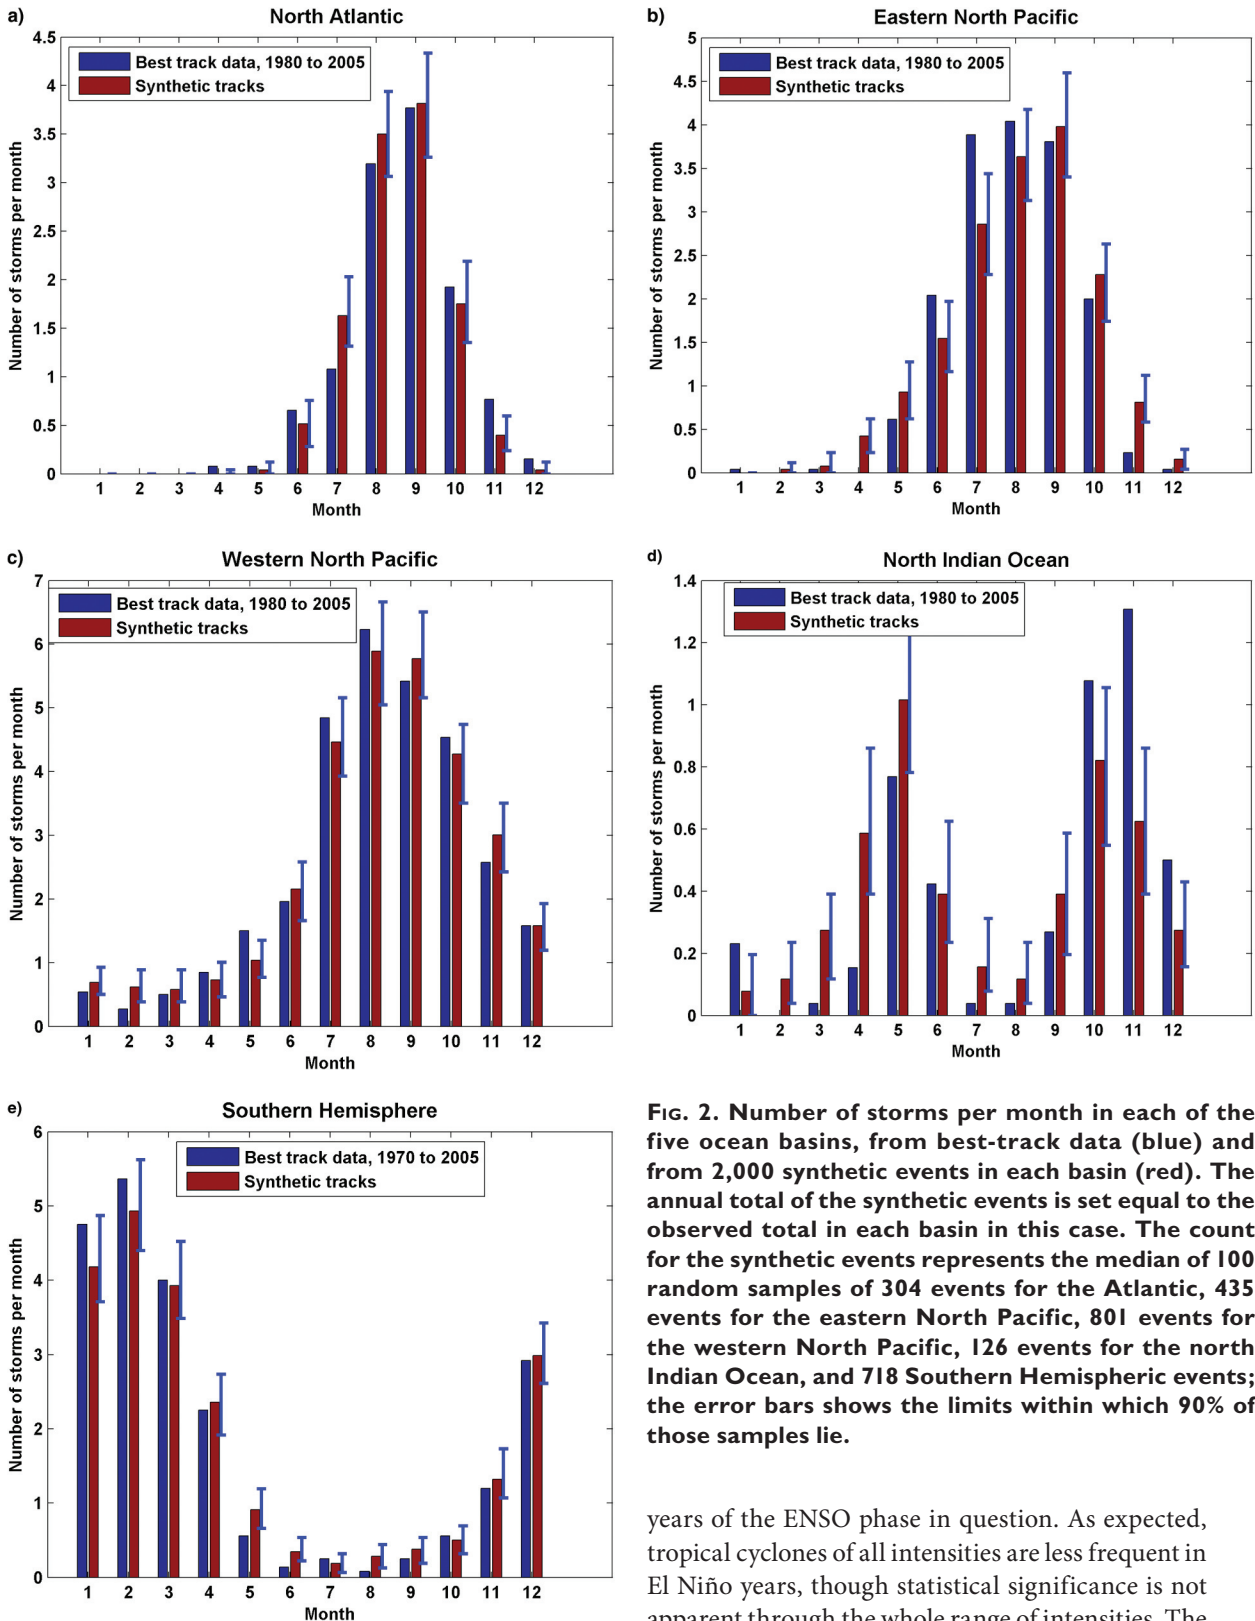 a)
North Atlantic
4.5
4
3.5
3
2.5
2
1.5
1
0.5
0
Number of storms per month
Best track data, 1980 to 2005
Synthetic tracks
1 2 3 4 5 6 7 8 9 10 11 12
Month
b)
Eastern North Pacific
5
4.5
4
3.5
3
2.5
2
1.5
1
0.5
0
Number of storms per month
Best track data, 1980 to 2005
Synthetic tracks
1 2 3 4 5 6 7 8 9 10 11 12
Month
c)
Western North Pacific
7
6
5
4
3
2
1
0
Number of storms per month
Best track data, 1980 to 2005
Synthetic tracks
1 2 3 4 5 6 7 8 9 10 11 12
Month
d)
North Indian Ocean
1.4
1.2
1
0.8
0.6
0.4
0.2
0
Number of storms per month
Best track data, 1980 to 2005
Synthetic tracks
1 2 3 4 5 6 7 8 9 10 11 12
Month
e)
Southern Hemisphere
6
5
4
3
2
1
0
Number of storms per month
Best track data, 1970 to 2005
Synthetic tracks
1 2 3 4 5 6 7 8 9 10 11 12
Month
FIG. 2. Number of storms per month in each of the
five ocean basins, from best-track data (blue) and
from 2,000 synthetic events in each basin (red). The
annual total of the synthetic events is set equal to the
observed total in each basin in this case. The count
for the synthetic events represents the median of 100
random samples of 304 events for the Atlantic, 435
events for the eastern North Pacific, 801 events for
the western North Pacific, 126 events for the north
Indian Ocean, and 718 Southern Hemispheric events;
the error bars shows the limits within which 90% of
those samples lie.
years of the ENSO phase in question. As expected,
tropical cyclones of all intensities are less frequent in
El Niño years, though statistical significance is not
apparent through the whole range of intensities. The